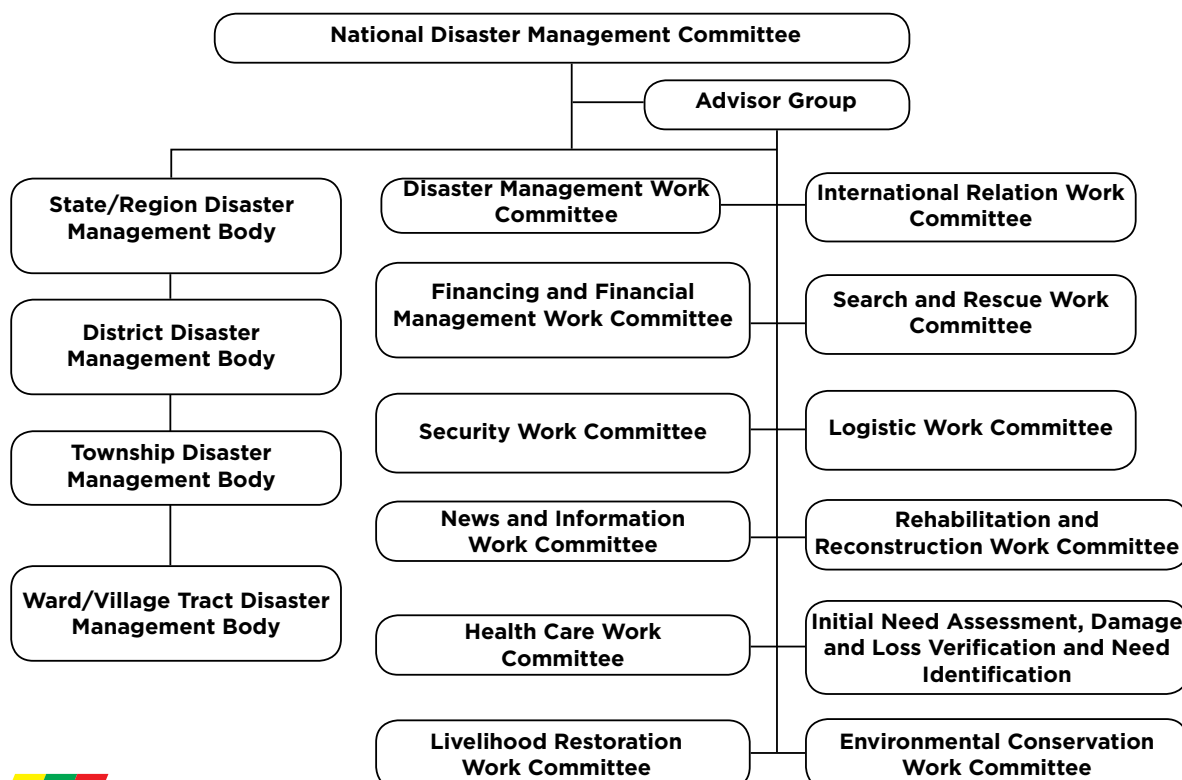 National Disaster Management Committee
Advisor Group
State/Region Disaster
Management Body
District Disaster
Management Body
Township Disaster
Management Body
Ward/Village Tract Disaster
Management Body
Disaster Management Work
Committee
International Relation Work
Committee
Financing and Financial
Management Work Committee
Search and Rescue Work
Committee
Security Work Committee
Logistic Work Committee
News and Information
Work Committee
Rehabilitation and
Reconstruction Work Committee
Health Care Work
Committee
Initial Need Assessment, Damage
and Loss Verification and Need
Identification
Livelihood Restoration
Work Committee
Environmental Conservation
Work Committee